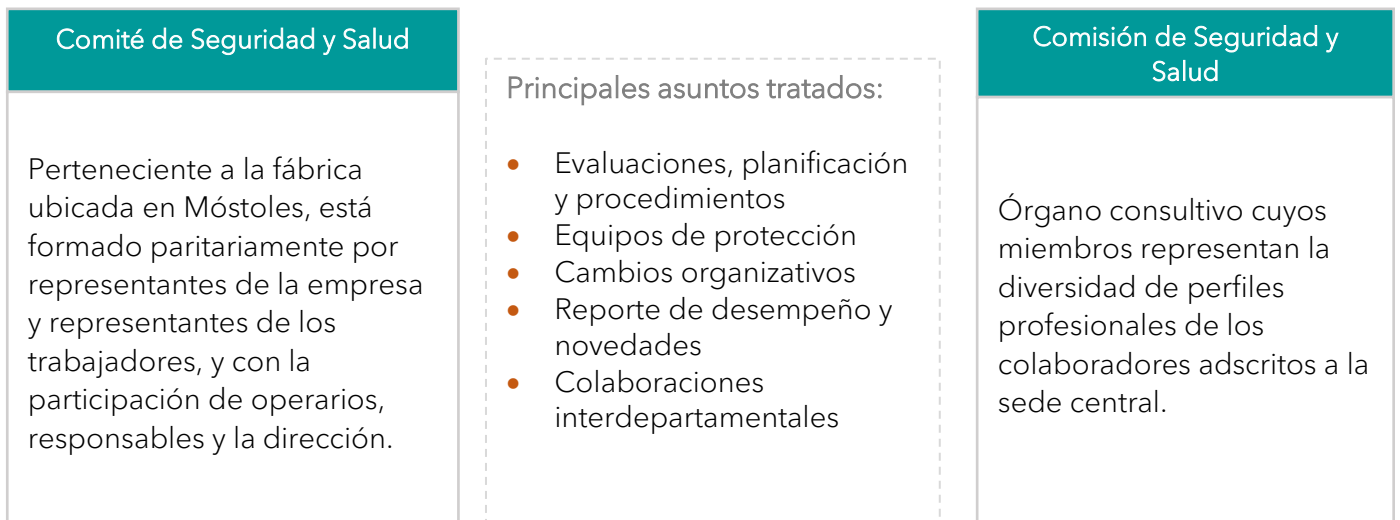 Comité de Seguridad y Salud
Perteneciente a la fábrica
ubicada en Móstoles, está
formado paritariamente por
representantes de la empresa
y representantes de los
trabajadores, y con la
participación de operarios,
responsables y la dirección.
Principales asuntos tratados:
• Evaluaciones, planificación
y procedimientos
• Equipos de protección
• Cambios organizativos
• Reporte de desempeño y
novedades
• Colaboraciones
interdepartamentales
Comisión de Seguridad y
Salud
Órgano consultivo cuyos
miembros representan la
diversidad de perfiles
profesionales de los
colaboradores adscritos a la
sede central.